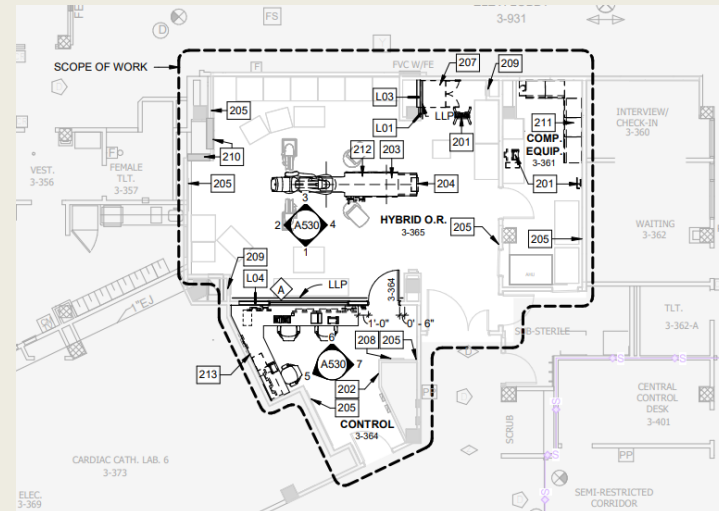 3-931
FS
D
SCOPE OF WORK
F
FVC W/FE
207
209
205
L03
L01
LLP
201
211
COMP.
EQUIP.
3-361
INTERVIEW/
CHECK-IN
3-360
F
VEST.
3-356
FEMALE
TLT.
3-357
210
205
212
203
204
201
3
2
A530
4
1
HYBRID O.R.
3-365
205
205
WAITING
3-362
209
L04
A
LLP
3-364
EJ
1'-0"
0' - 6"
208
205
SUB-STERILE
TLT.
3-362-A
213
6
5
A530
7
202
205
CONTROL
3-364
SCRUB
CENTRAL
CONTROL
DESK
3-401
S
S
S
S
PP
CARDIAC CATH. LAB. 6
3-373
ELEC.
3-369
SEMI-RESTRICTED
CORRIDOR